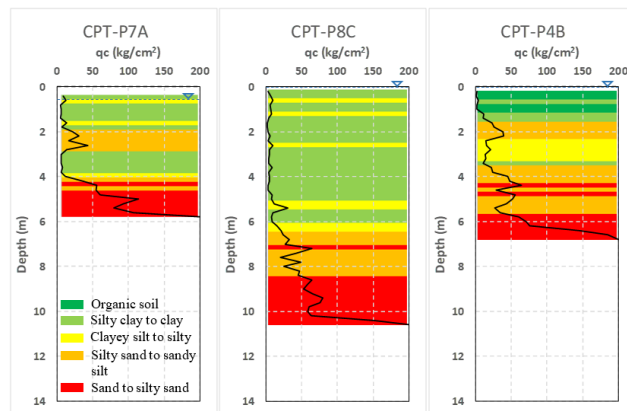 CPT-P7A
qc (kg/cm²)
0 50 100 150 200
0
2
4
6
8
10
12
14
Depth (m)
Organic soil
Silty clay to clay
Clayey silt to silty
Silty sand to sandy
silt
Sand to silty sand
CPT-P8C
qc (kg/cm²)
0 50 100 150 200
0
2
4
6
8
10
12
14
Depth (m)
CPT-P4B
qc (kg/cm²)
0 50 100 150 200
0
2
4
6
8
10
12
14
Depth (m)